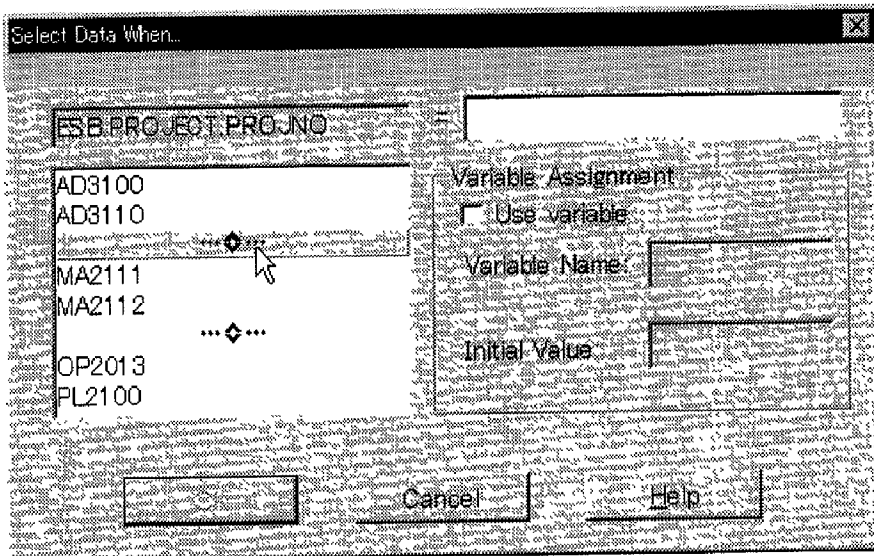 Select Data When...
ESB.PROJECT.PROJNO
=
AD3100
AD3110
MA2111
MA2112
OP2013
PL2100
Variable Assignment
Use variable
Variable Name:
Initial Value
Cancel
Help